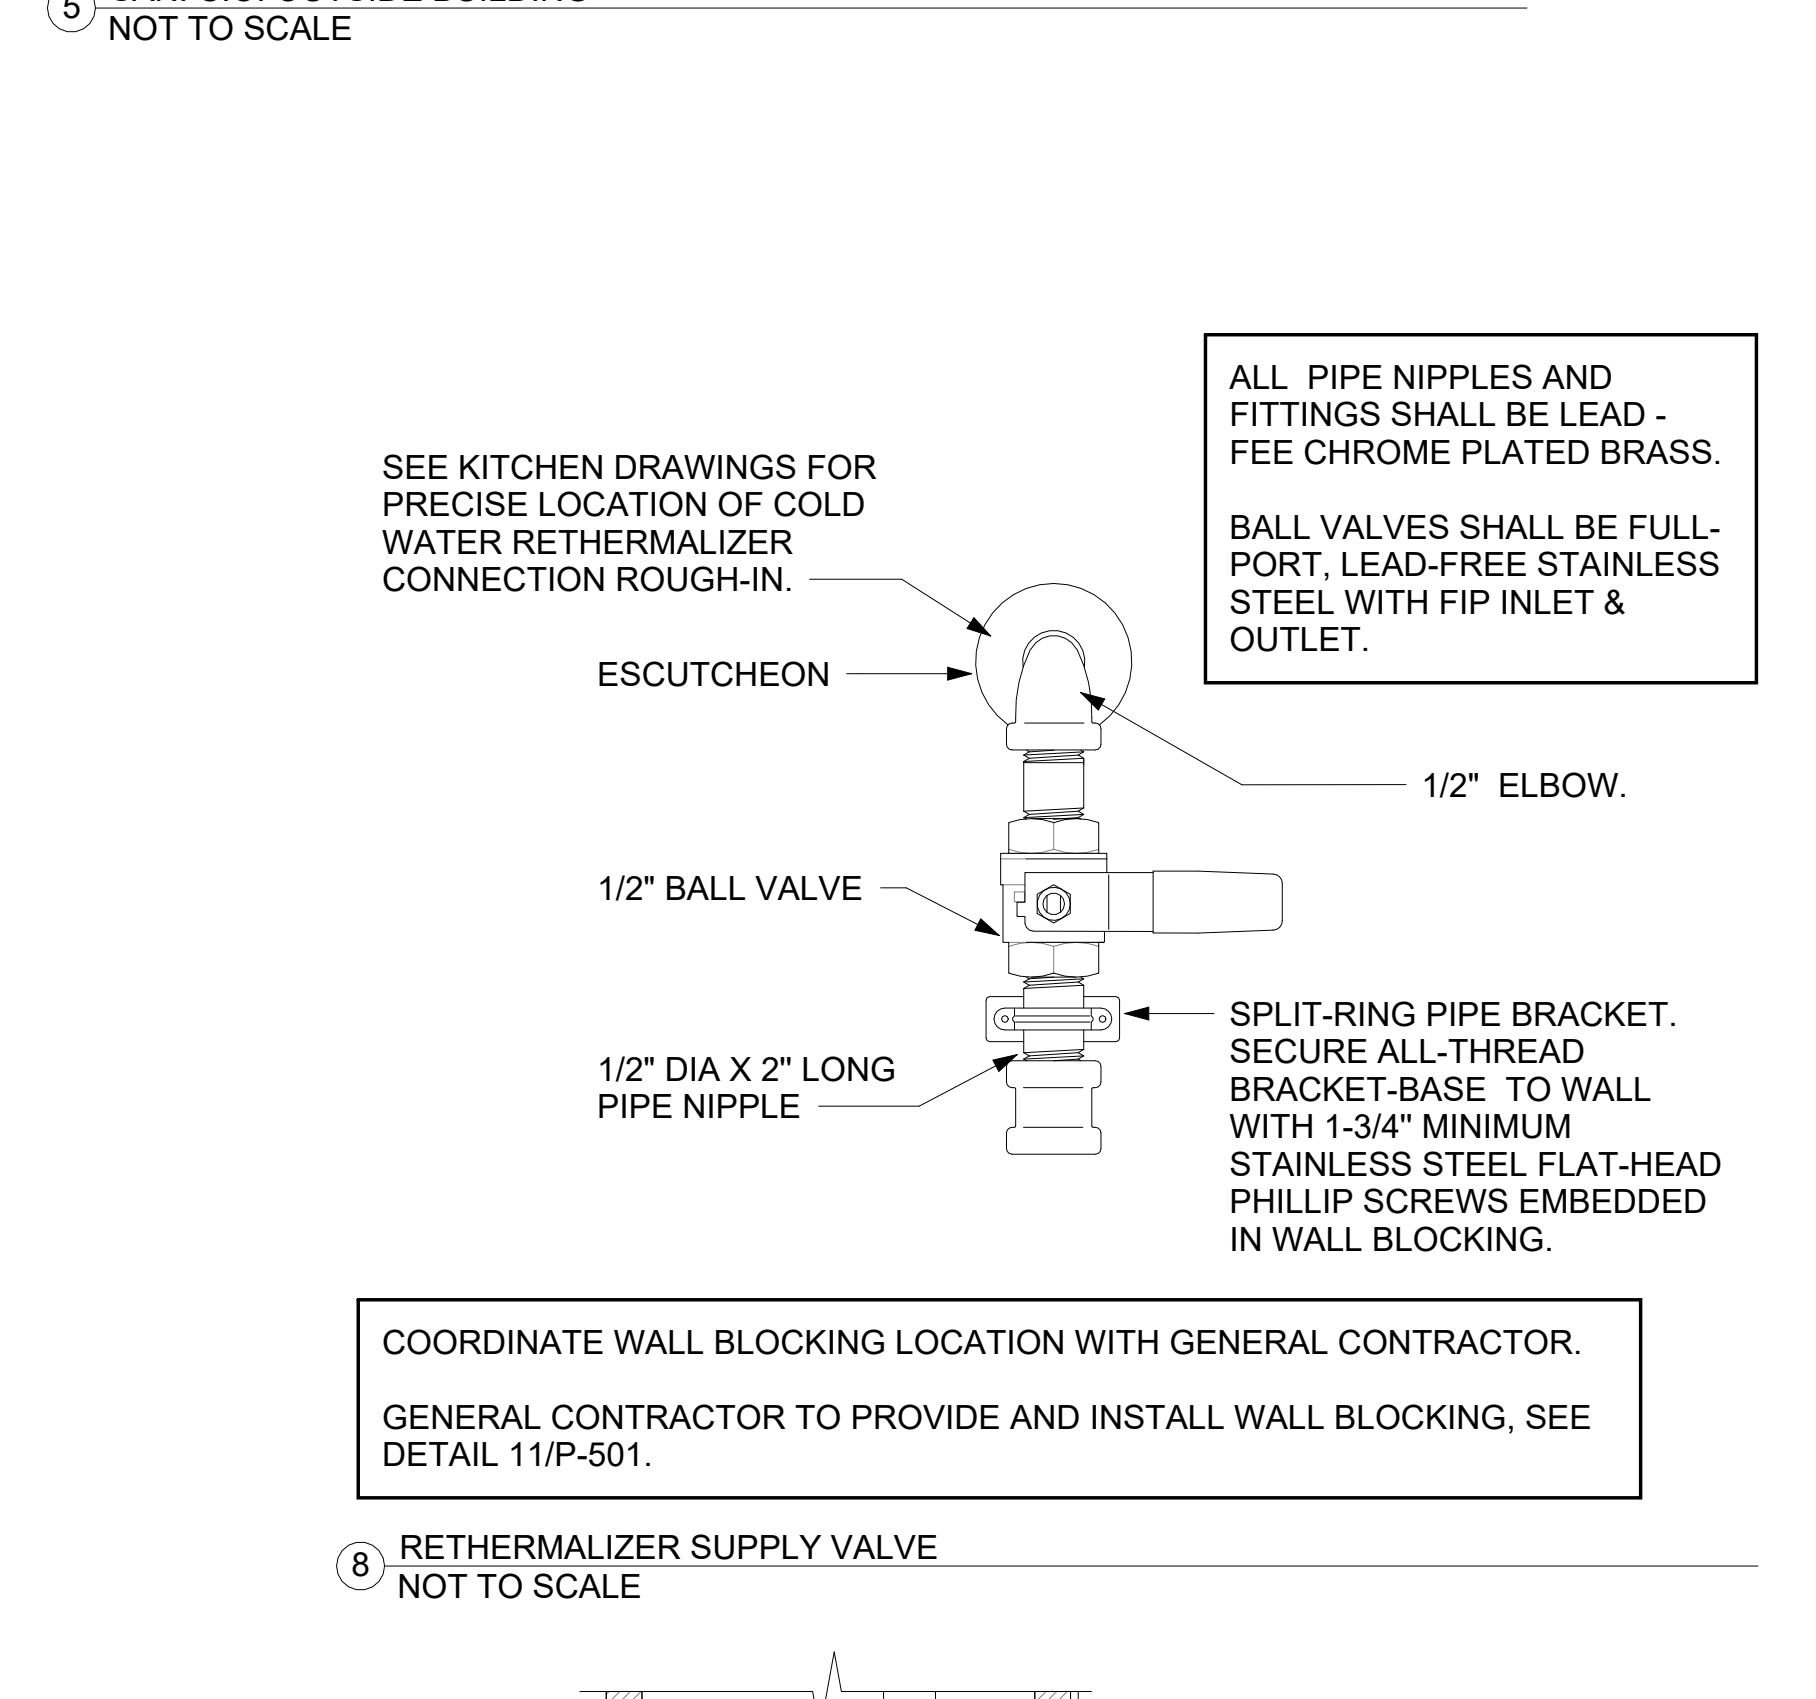 5
NOT TO SCALE
ALL PIPE NIPPLES AND
FITTINGS SHALL BE LEAD -
FEE CHROME PLATED BRASS.
BALL VALVES SHALL BE FULL-
PORT, LEAD-FREE STAINLESS
STEEL WITH FIP INLET &
OUTLET.
SEE KITCHEN DRAWINGS FOR
PRECISE LOCATION OF COLD
WATER RETHERMALIZER
CONNECTION ROUGH-IN.
ESCUTCHEON
1/2" ELBOW.
1/2" BALL VALVE
1/2" DIA X 2" LONG
PIPE NIPPLE
SPLIT-RING PIPE BRACKET.
SECURE ALL-THREAD
BRACKET-BASE TO WALL
WITH 1-3/4" MINIMUM
STAINLESS STEEL FLAT-HEAD
PHILLIP SCREWS EMBEDDED
IN WALL BLOCKING.
COORDINATE WALL BLOCKING LOCATION WITH GENERAL CONTRACTOR.
GENERAL CONTRACTOR TO PROVIDE AND INSTALL WALL BLOCKING, SEE
DETAIL 11/P-501.
8
RETHERMALIZER SUPPLY VALVE
NOT TO SCALE